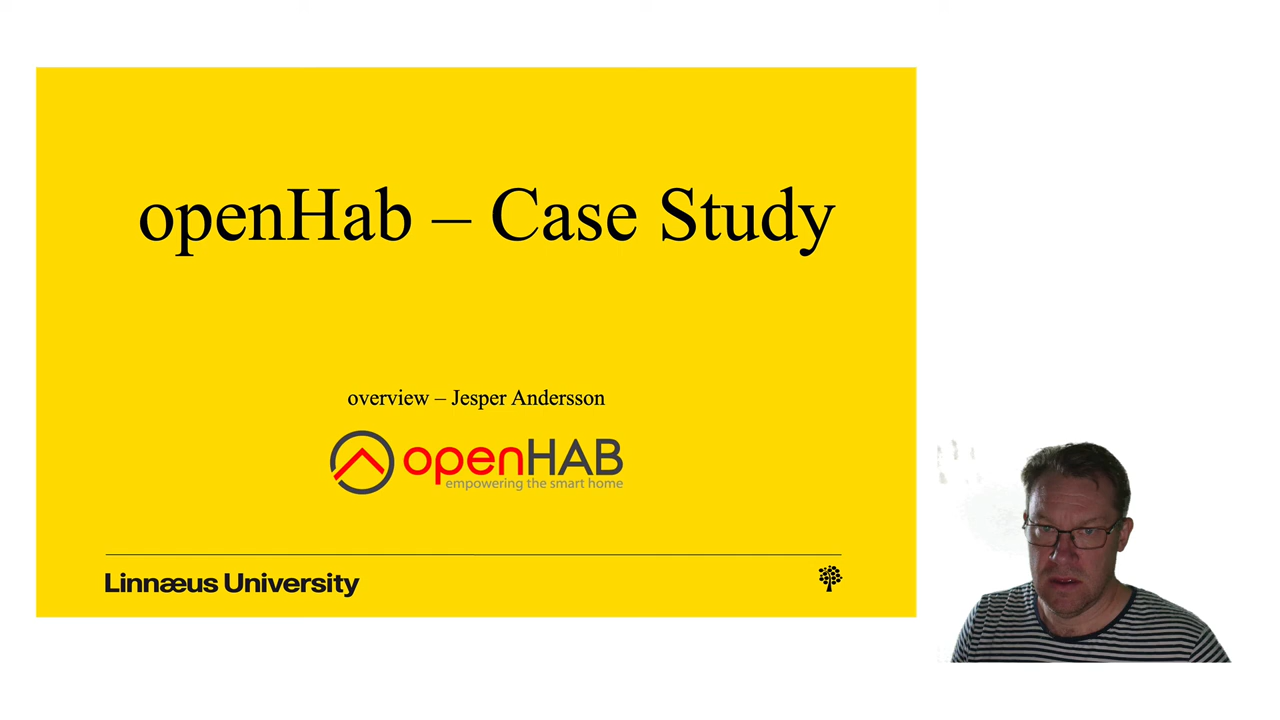 openHab – Case Study
overview – Jesper Andersson
openHAB
empowering the smart home
Linnæus University